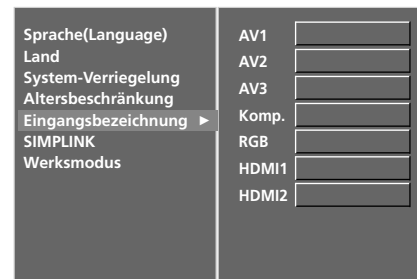 Sprache(Language)
Land
System-Verriegelung
Altersbeschränkung
Eingangsbezeichnung ►
SIMPLINK
Werksmodus
AV1
AV2
AV3
Komp.
RGB
HDMI1
HDMI2